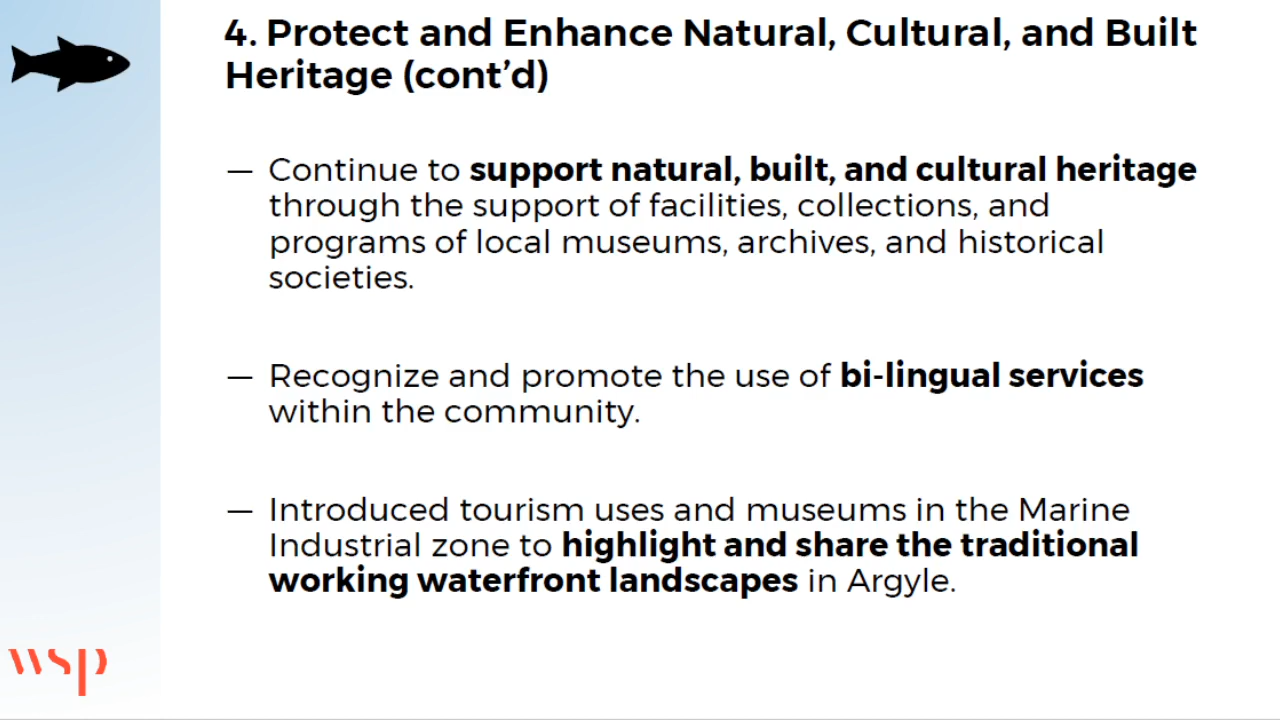 4. Protect and Enhance Natural, Cultural, and Built
Heritage (cont’d)
— Continue to support natural, built, and cultural heritage
through the support of facilities, collections, and
programs of local museums, archives, and historical
societies.
— Recognize and promote the use of bi-lingual services
within the community.
— Introduced tourism uses and museums in the Marine
Industrial zone to highlight and share the traditional
working waterfront landscapes in Argyle.
wsp